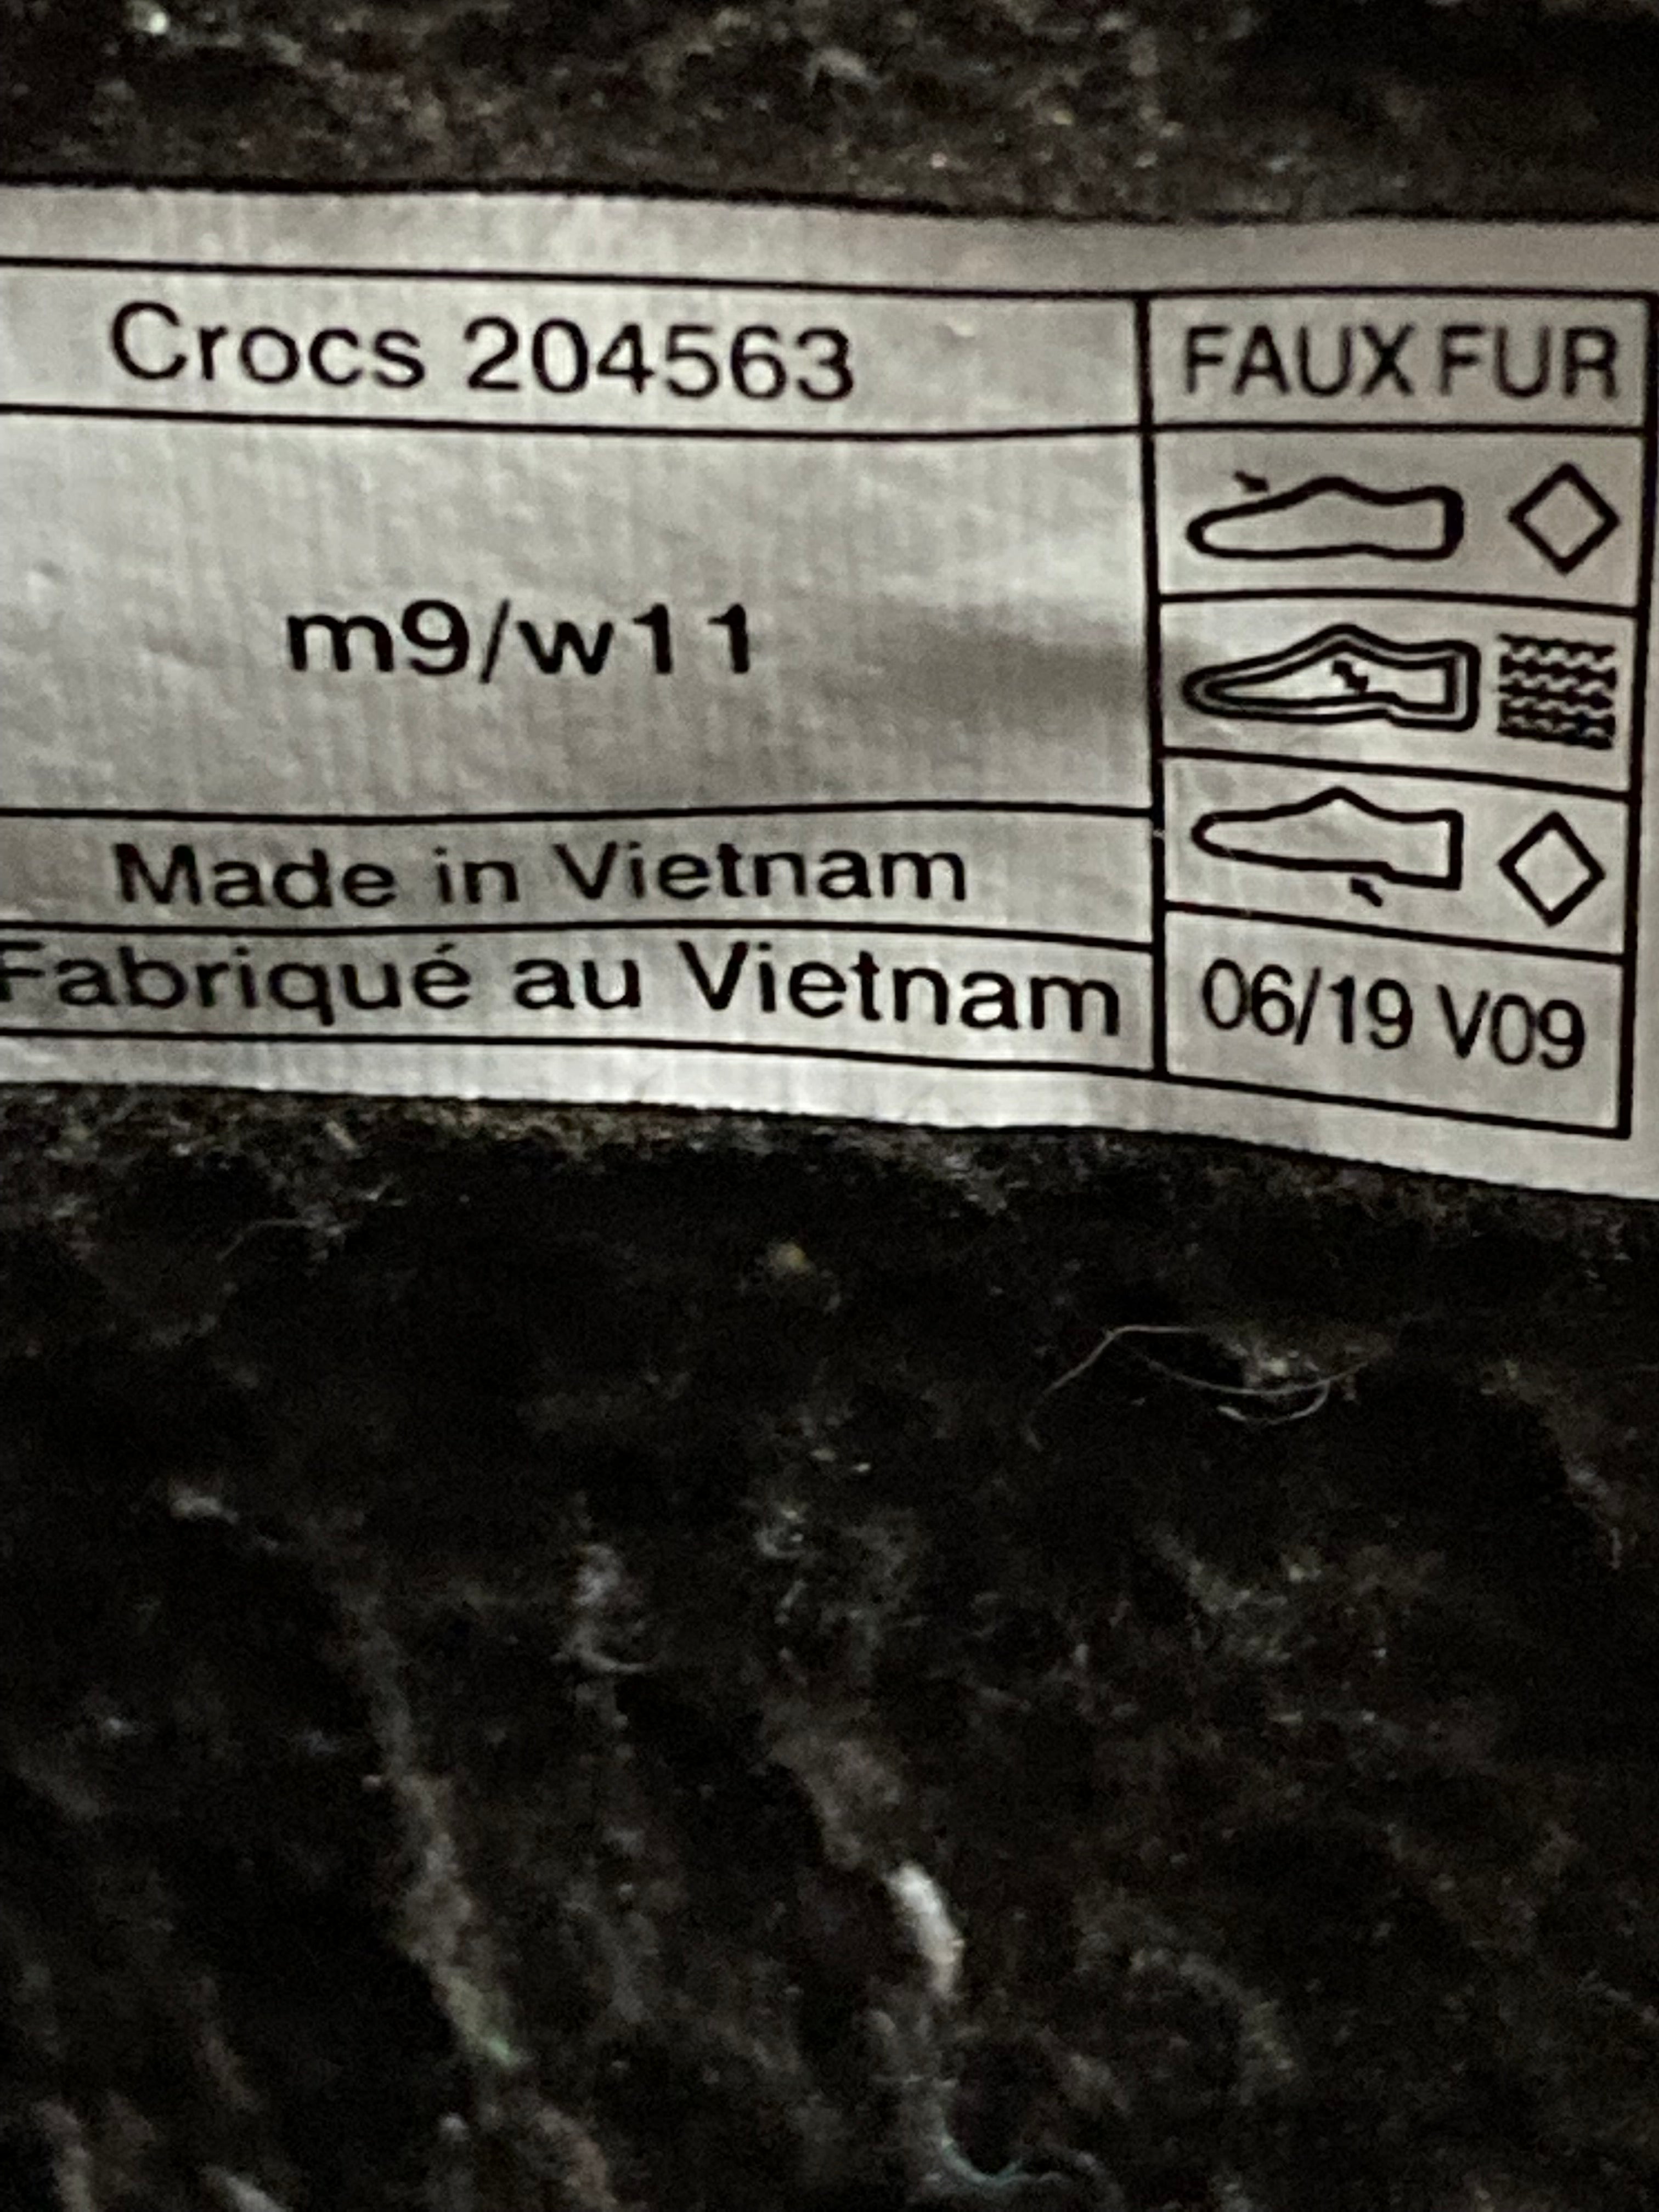 Crocs 204563
FAUX FUR
m9/w11
Made in Vietnam
Fabriqué au Vietnam
06/19 V09